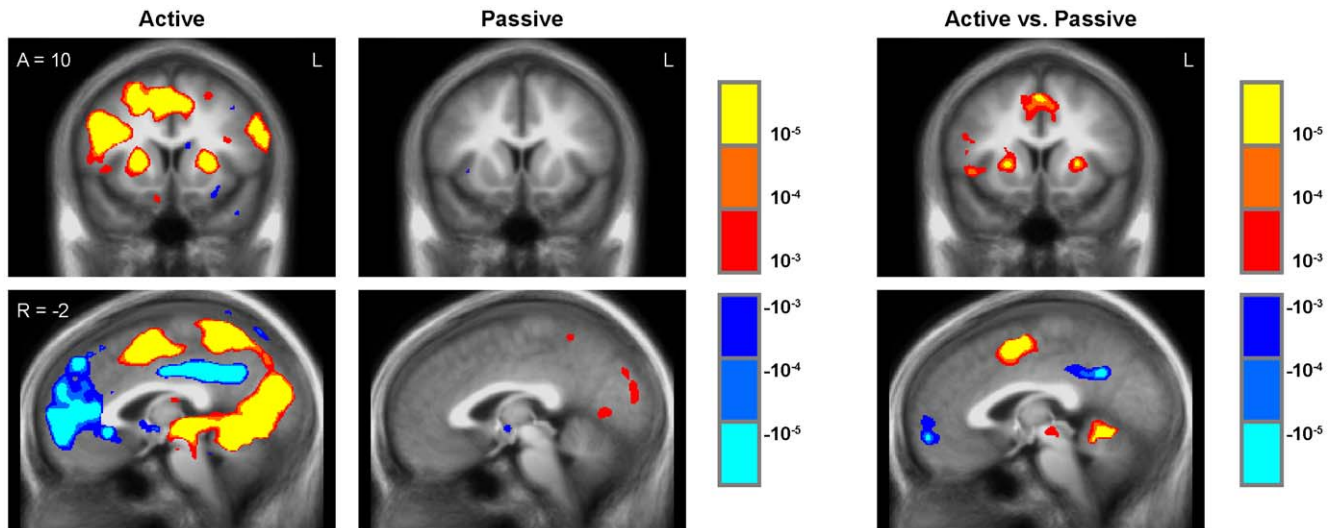 Active
Passive
Active vs. Passive
A = 10
L
L
L
10⁻⁵
10⁻⁴
10⁻³
10⁻⁵
10⁻⁴
10⁻³
R = -2
-10⁻³
-10⁻⁴
-10⁻⁵
-10⁻³
-10⁻⁴
-10⁻⁵